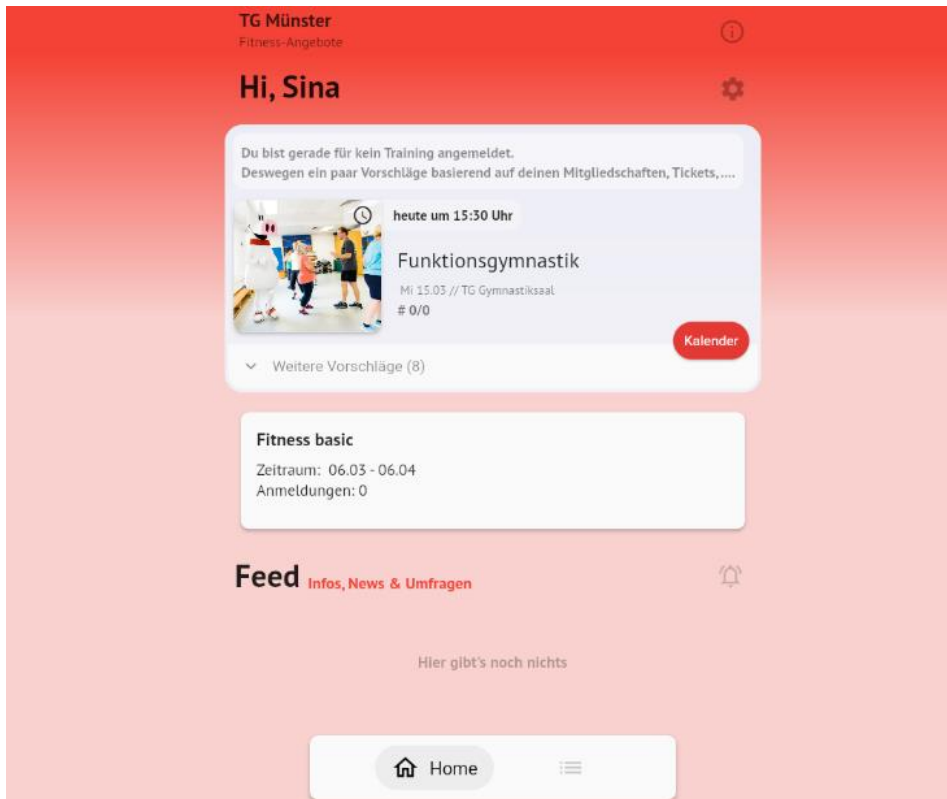 TG Münster
Fitness-Angebote
Hi, Sina
Du bist gerade für kein Training angemeldet.
Deswegen ein paar Vorschläge basierend auf deinen Mitgliedschaften, Tickets,....
heute um 15:30 Uhr
Funktionsgymnastik
Mi 15.03 // TG Gymnastiksaal
# 0/0
Kalender
Weitere Vorschläge (8)
Fitness basic
Zeitraum: 06.03 - 06.04
Anmeldungen: 0
Feed Infos, News & Umfragen
Hier gibt's noch nichts
Home